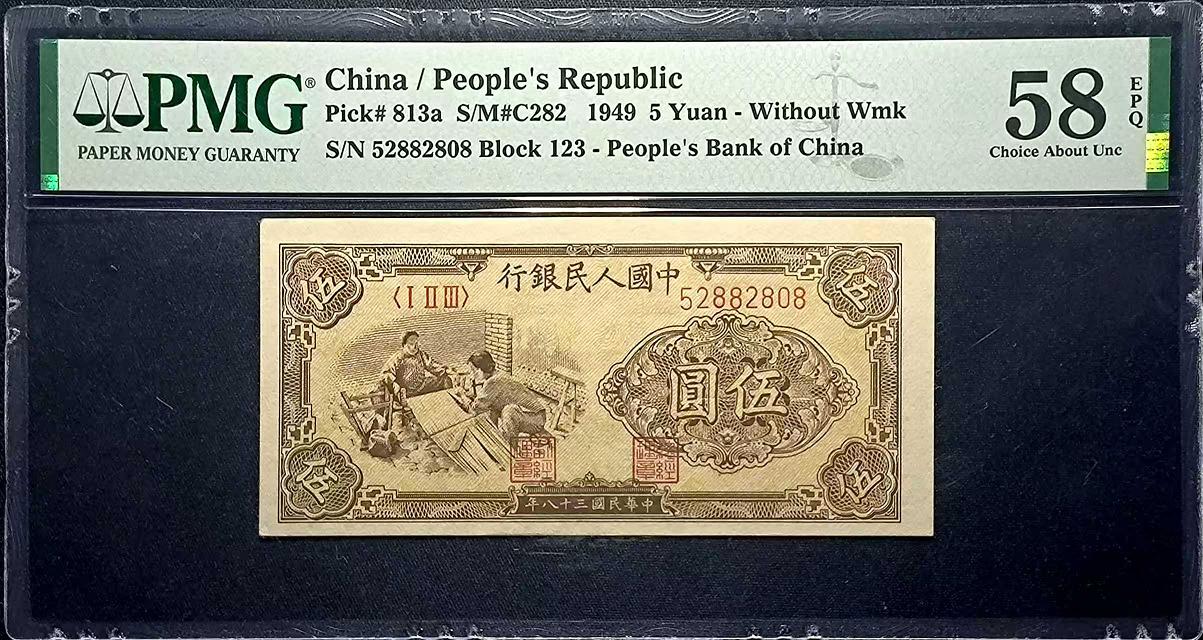 PMG®
PAPER MONEY GUARANTY
China / People's Republic
Pick# 813a S/M#C282 1949 5 Yuan - Without Wmk
S/N 52882808 Block 123 - People's Bank of China
58
EPQ
Choice About Unc
行銀民人國中
〈I II III〉
52882808
伍
伍
圓伍
伍
伍
年八十三國民華中